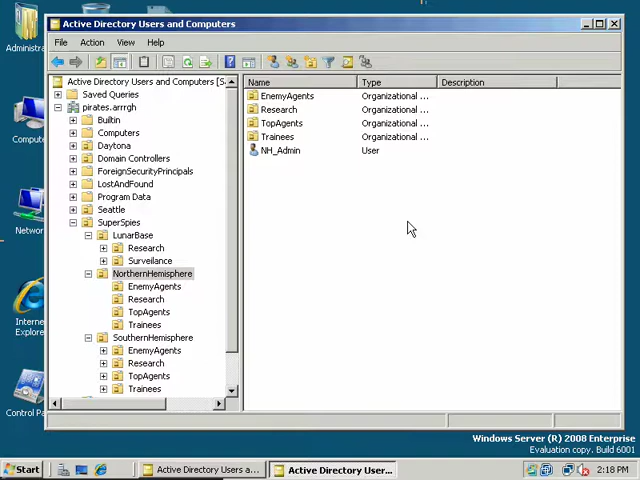 Administra
Comput
Network
Internet
Explore
Control Pa
Active Directory Users and Computers
File Action View Help
Active Directory Users and Computers [S
Saved Queries
pirates.arrrgh
Builtin
Computers
Daytona
Domain Controllers
ForeignSecurityPrincipals
LostAndFound
Program Data
Seattle
SuperSpies
LunarBase
Research
Surveilance
NorthernHemisphere
EnemyAgents
Research
TopAgents
Trainees
SouthernHemisphere
EnemyAgents
Research
TopAgents
Trainees
Name Type Description
EnemyAgents Organizational ...
Research Organizational ...
TopAgents Organizational ...
Trainees Organizational ...
NH_Admin User
Windows Server (R) 2008 Enterprise
Evaluation copy. Build 6001
Start Active Directory Users a... Active Directory User... 2:18 PM